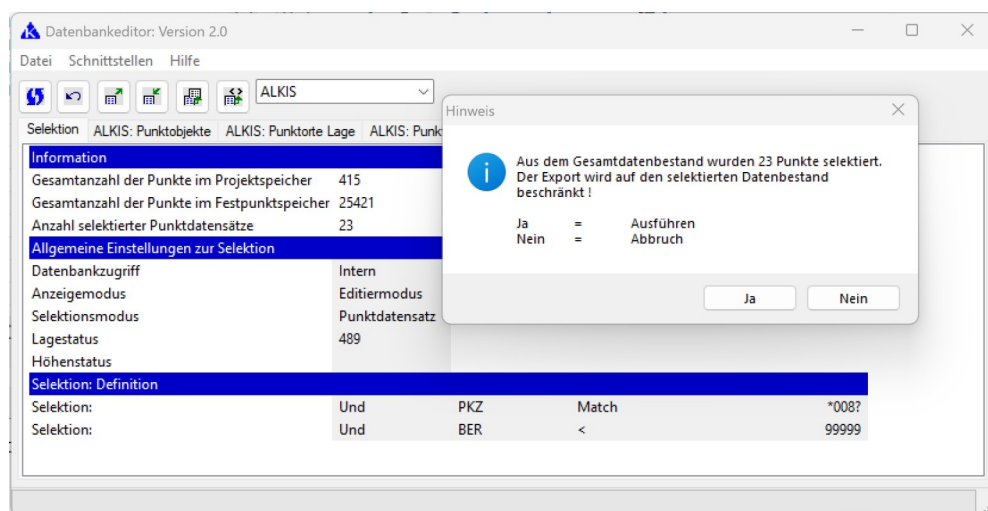 Datenbankeditor: Version 2.0
Datei Schnittstellen Hilfe
ALKIS
Selektion ALKIS: Punktobjekte ALKIS: Punktorte Lage ALKIS: Punk
Information
Gesamtanzahl der Punkte im Projektspeicher 415
Gesamtanzahl der Punkte im Festpunktspeicher 25421
Anzahl selektierter Punktdatensätze 23
Allgemeine Einstellungen zur Selektion
Datenbankzugriff Intern
Anzeigemodus Editiermodus
Selektionsmodus Punktdatensatz
Lagestatus 489
Höhenstatus
Selektion: Definition
Selektion: Und PKZ Match *008?
Selektion: Und BER < 99999
Hinweis
Aus dem Gesamtdatenbestand wurden 23 Punkte selektiert.
Der Export wird auf den selektierten Datenbestand
beschränkt !
Ja = Ausführen
Nein = Abbruch
Ja Nein